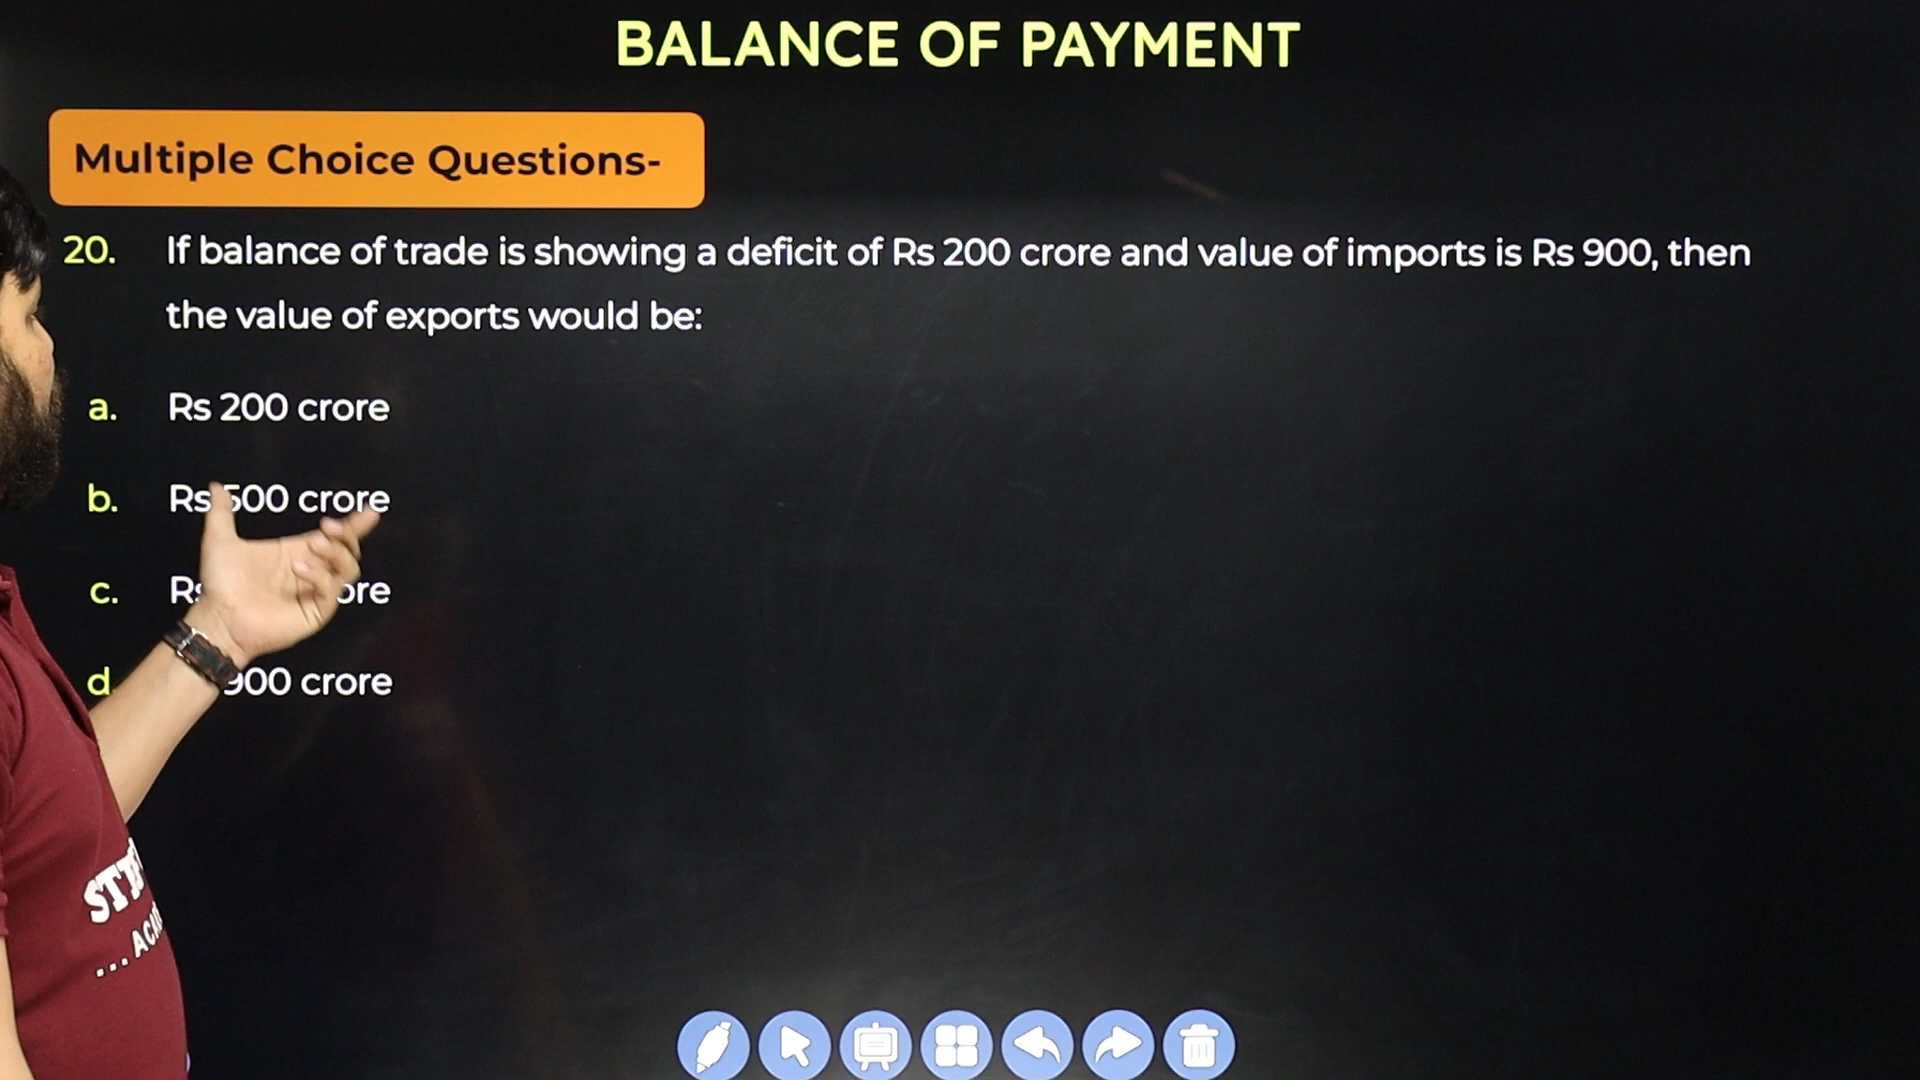 BALANCE OF PAYMENT
Multiple Choice Questions-
20. If balance of trade is showing a deficit of Rs 200 crore and value of imports is Rs 900, then
the value of exports would be:
a. Rs 200 crore
b. Rs 500 crore
c.
d. 900 crore